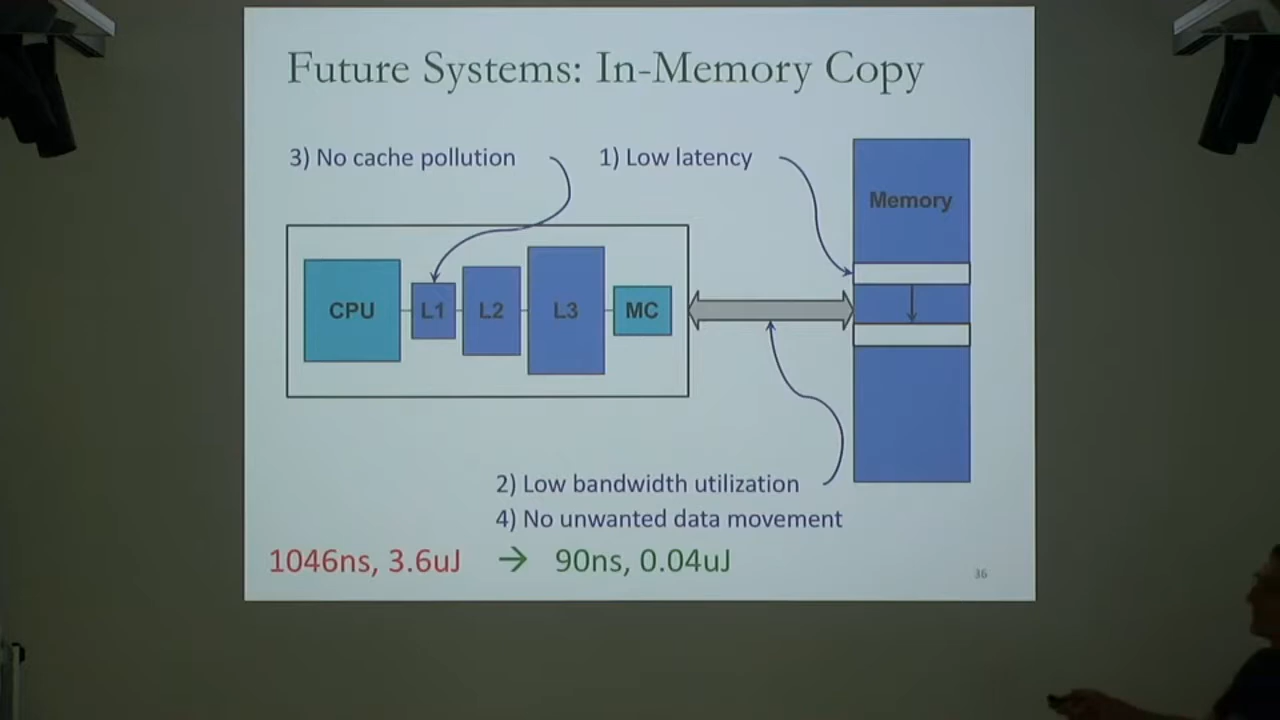 Future Systems: In-Memory Copy
3) No cache pollution
1) Low latency
Memory
CPU
L1
L2
L3
MC
2) Low bandwidth utilization
4) No unwanted data movement
1046ns, 3.6uJ → 90ns, 0.04uJ
36